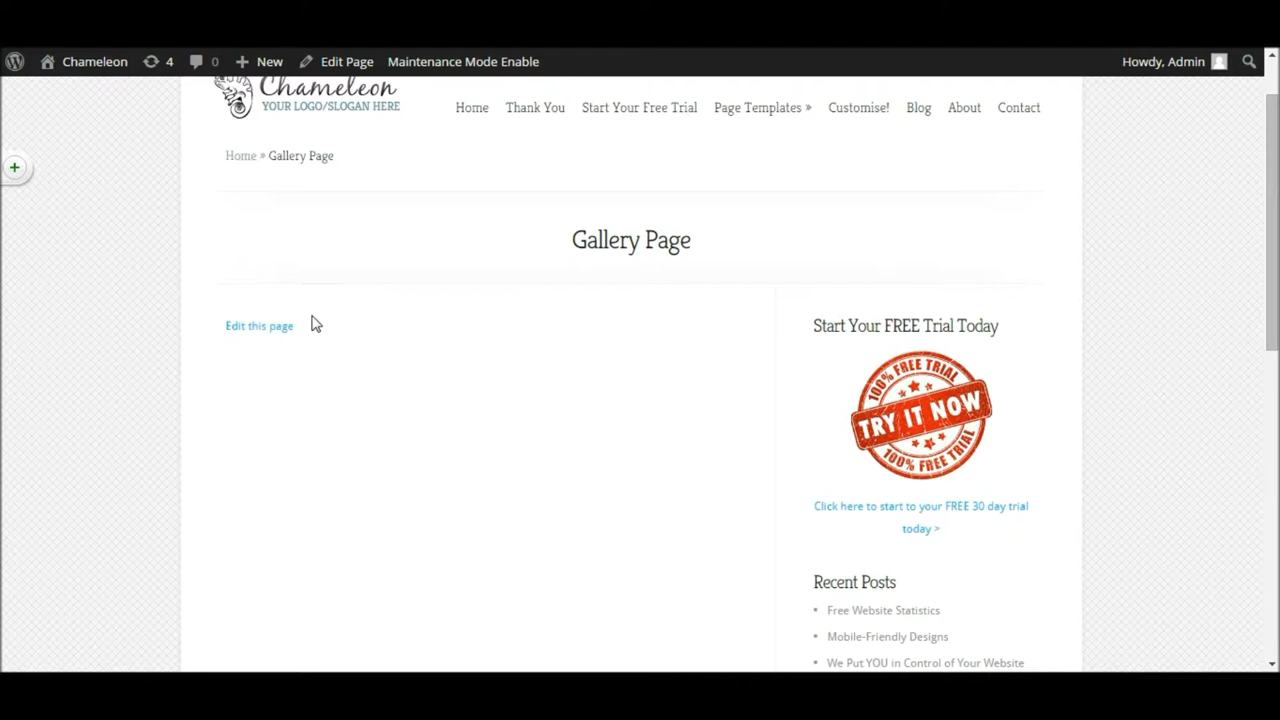 Chameleon 4 0 New Edit Page Maintenance Mode Enable Howdy, Admin
Chameleon
YOUR LOGO/SLOGAN HERE
Home Thank You Start Your Free Trial Page Templates » Customise! Blog About Contact
Home » Gallery Page
Gallery Page
Edit this page
Start Your FREE Trial Today
100% FREE TRIAL
TRY IT NOW
100% FREE TRIAL
Click here to start to your FREE 30 day trial
today >
Recent Posts
Free Website Statistics
Mobile-Friendly Designs
We Put YOU in Control of Your Website